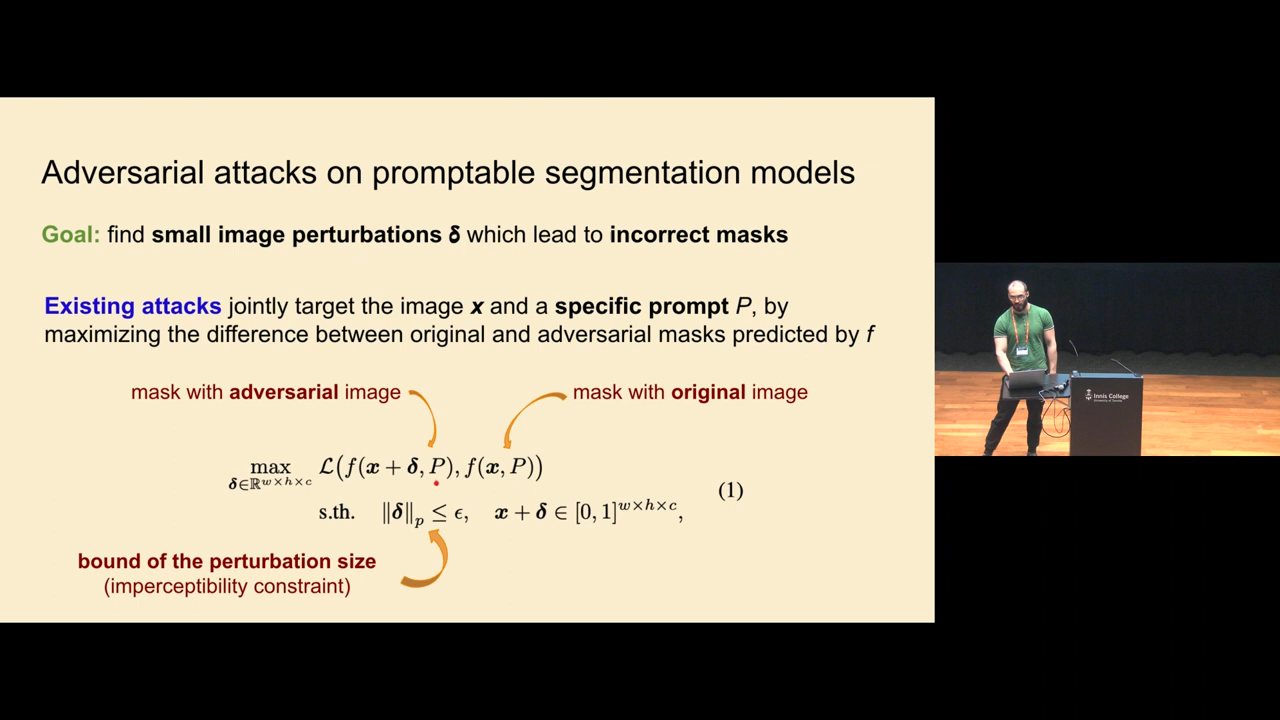 Adversarial attacks on promptable segmentation models
Goal: find small image perturbations δ which lead to incorrect masks
Existing attacks jointly target the image x and a specific prompt P, by
maximizing the difference between original and adversarial masks predicted by f
mask with adversarial image
mask with original image
max L(f(x + δ, P), f(x, P))
δ∈ℝ^{w×h×c}
(1)
s.th. ‖δ‖_p ≤ ϵ, x + δ ∈ [0, 1]^{w×h×c},
bound of the perturbation size
(imperceptibility constraint)
Innis College